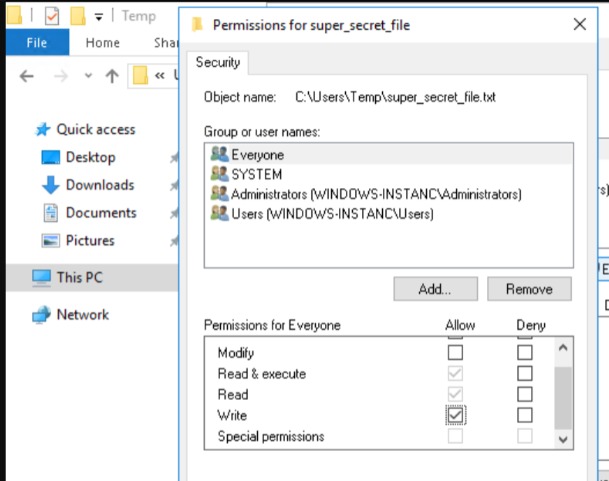 Temp
Permissions for super_secret_file
File Home Shar
Security
Object name: C:\Users\Temp\super_secret_file.txt
Group or user names:
Quick access
Everyone
Desktop
SYSTEM
Downloads
Administrators (WINDOWS-INSTANC\Administrators)
Documents
Users (WINDOWS-INSTANC\Users)
Pictures
This PC
Add... Remove
Network
Permissions for Everyone Allow Deny
Modify
Read & execute
Read
Write
Special permissions